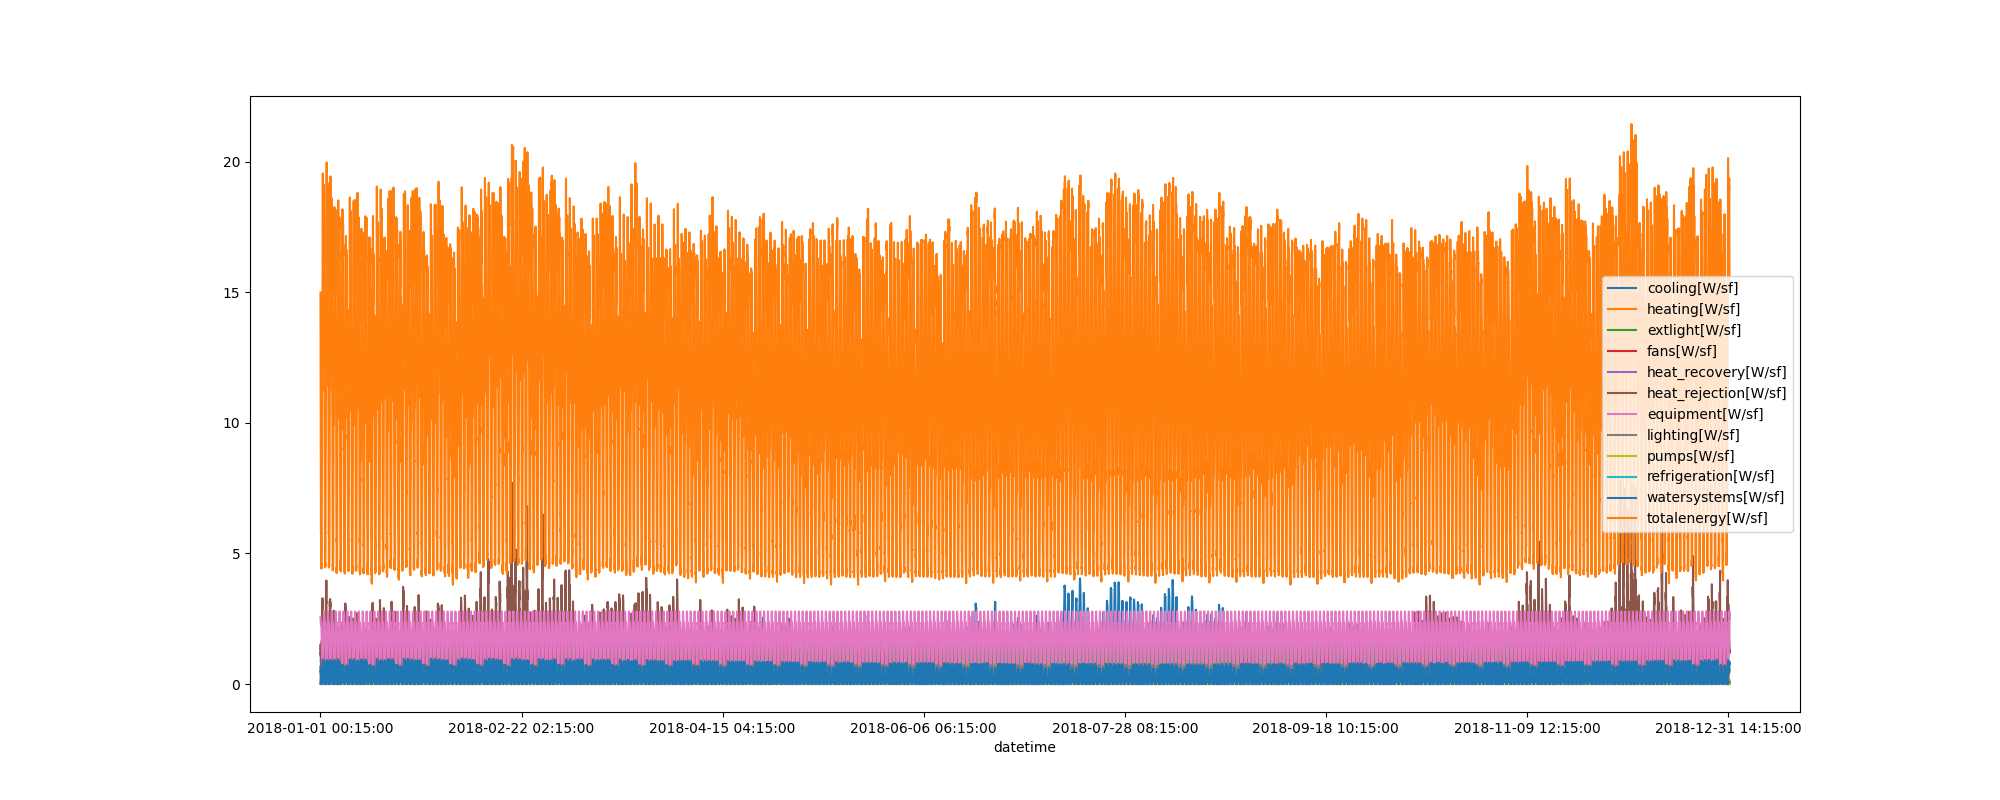 20
15
10
5
0
cooling[W/sf]
heating[W/sf]
extlight[W/sf]
fans[W/sf]
heat_recovery[W/sf]
heat_rejection[W/sf]
equipment[W/sf]
lighting[W/sf]
pumps[W/sf]
refrigeration[W/sf]
watersystems[W/sf]
totalenergy[W/sf]
2018-01-01 00:15:00 2018-02-22 02:15:00 2018-04-15 04:15:00 2018-06-06 06:15:00 2018-07-28 08:15:00 2018-09-18 10:15:00 2018-11-09 12:15:00 2018-12-31 14:15:00
datetime